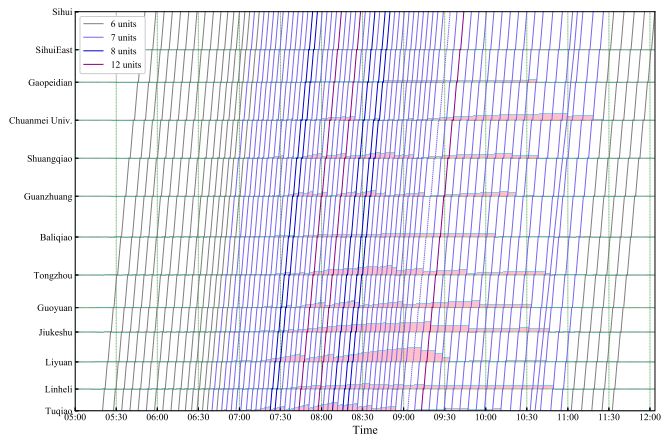 Sihui
SihuiEast
Gaopeidian
Chuanmei Univ.
Shuangqiao
Guanzhuang
Baliqiao
Tongzhou
Guoyuan
Jiukeshu
Liyuan
Linheli
Tuqiao
6 units
7 units
8 units
12 units
05:00 05:30 06:00 06:30 07:00 07:30 08:00 08:30 09:00 09:30 10:00 10:30 11:00 11:30 12:00
Time